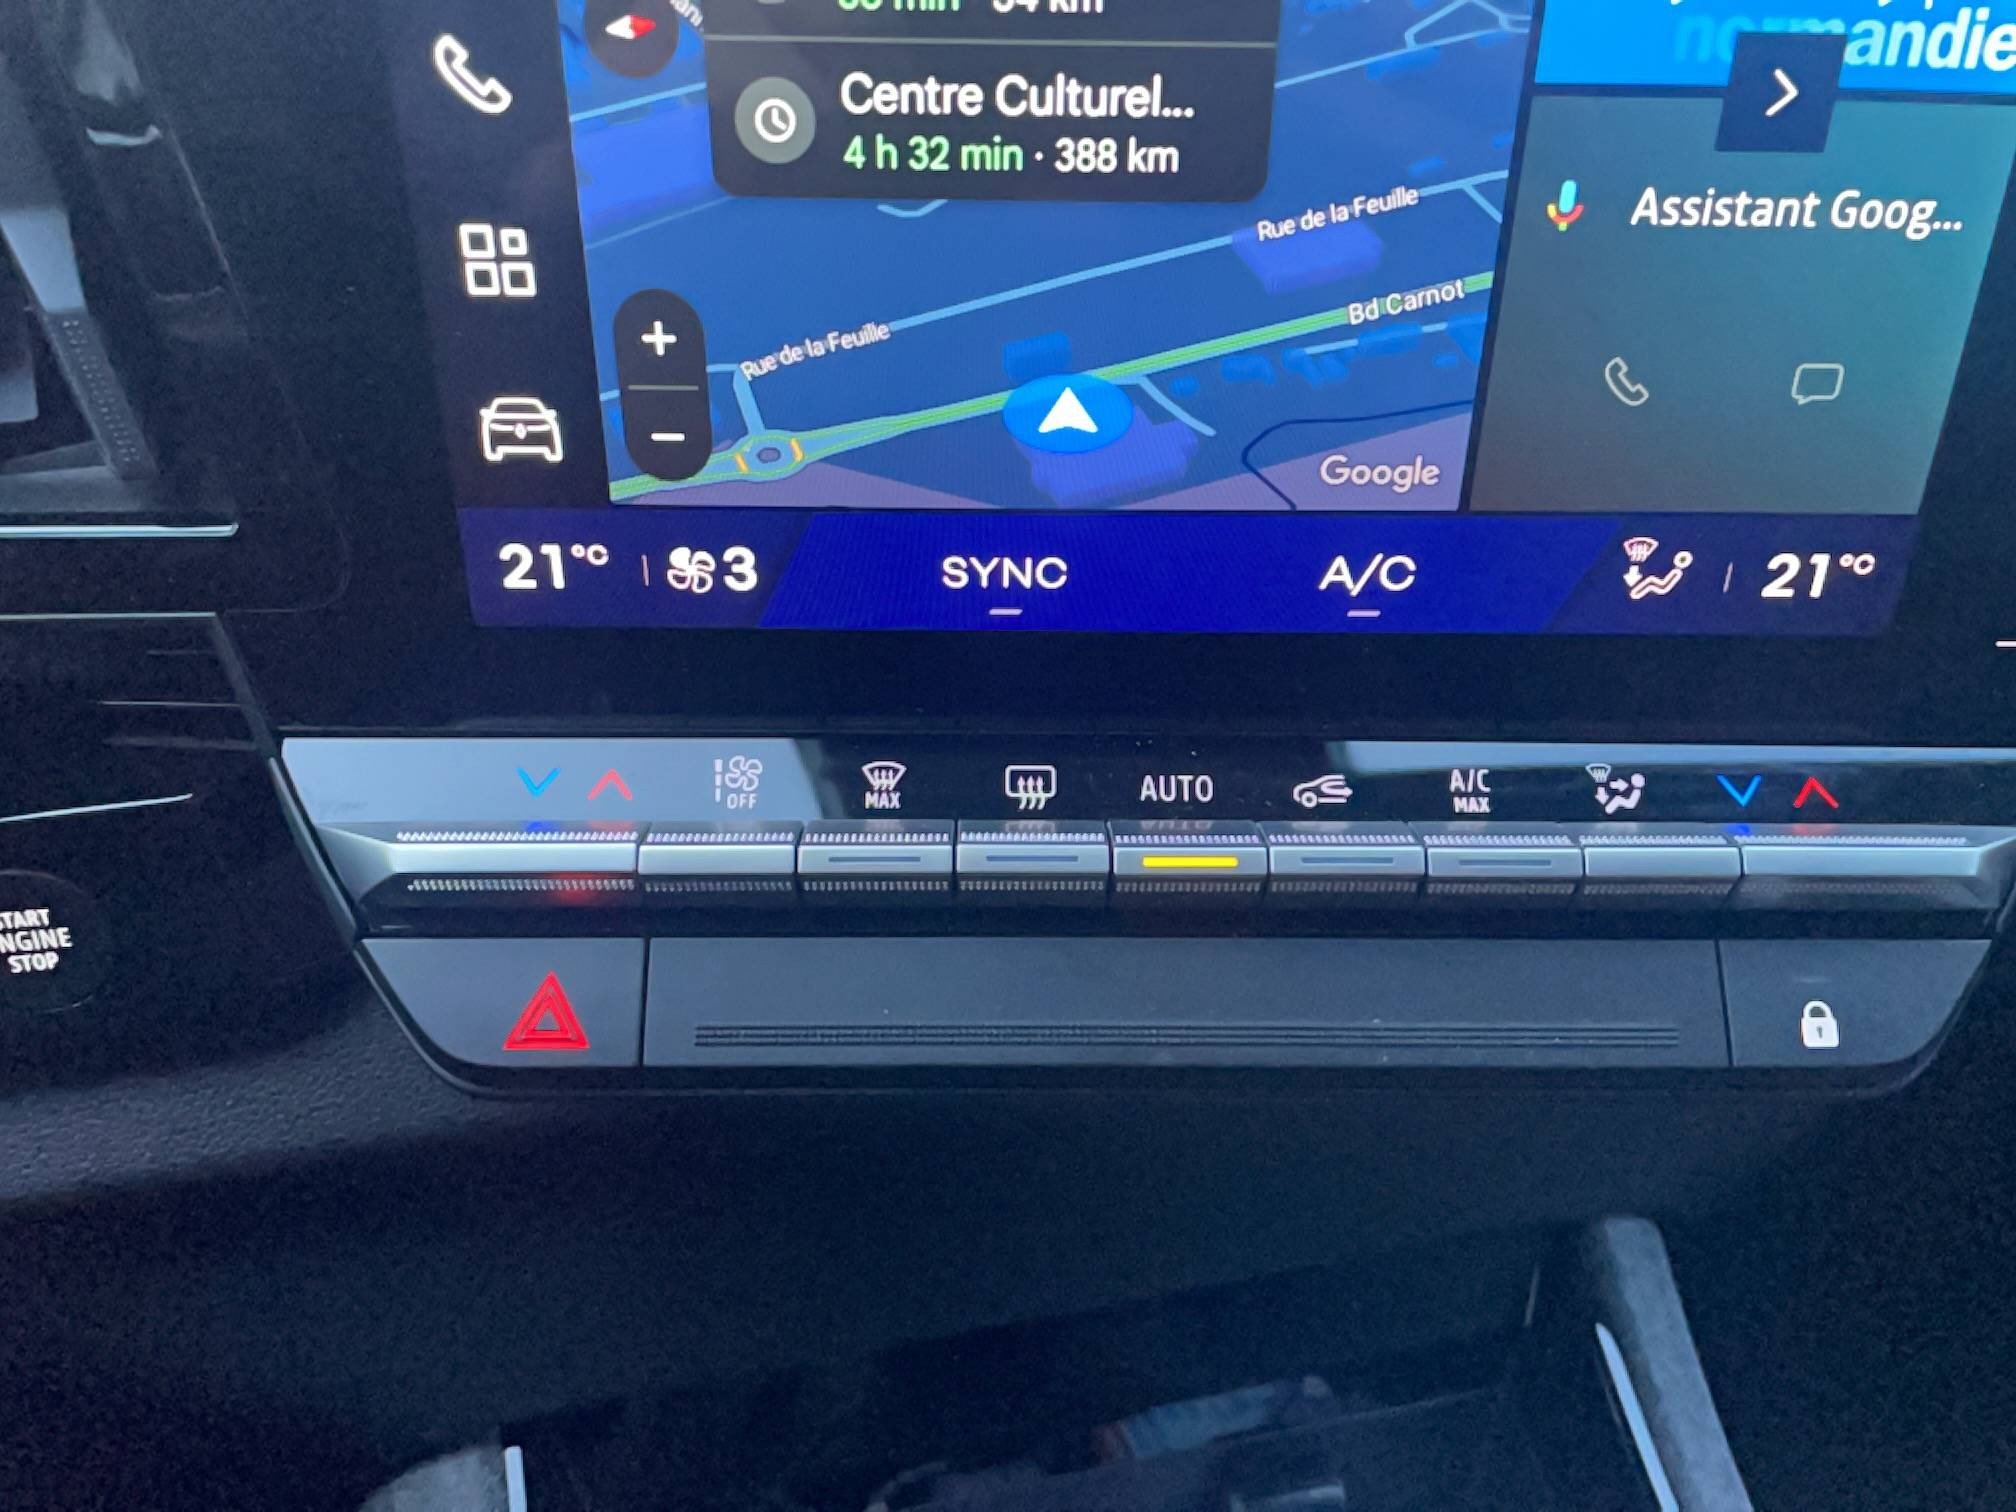 Centre Culturel...
4 h 32 min · 388 km
normandie
Assistant Goog...
Rue de la Feuille
Bd Carnot
Rue de la Feuille
+
−
Google
21°C 3 SYNC A/C 21°C
OFF MAX AUTO A/C MAX
START
ENGINE
STOP